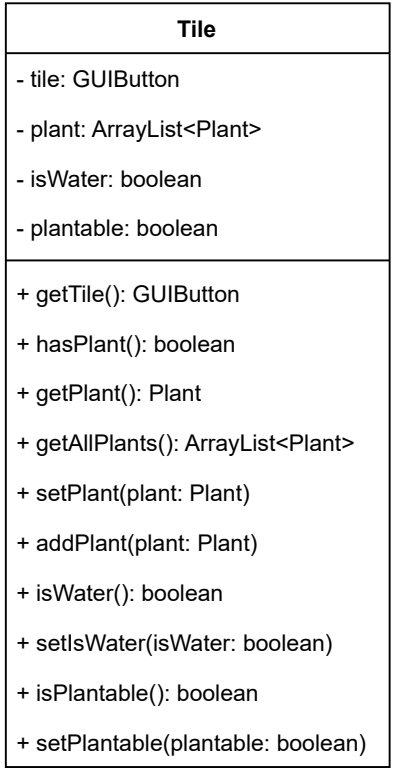 Tile
- tile: GUIButton
- plant: ArrayList<Plant>
- isWater: boolean
- plantable: boolean
+ getTile(): GUIButton
+ hasPlant(): boolean
+ getPlant(): Plant
+ getAllPlants(): ArrayList<Plant>
+ setPlant(plant: Plant)
+ addPlant(plant: Plant)
+ isWater(): boolean
+ setIsWater(isWater: boolean)
+ isPlantable(): boolean
+ setPlantable(plantable: boolean)